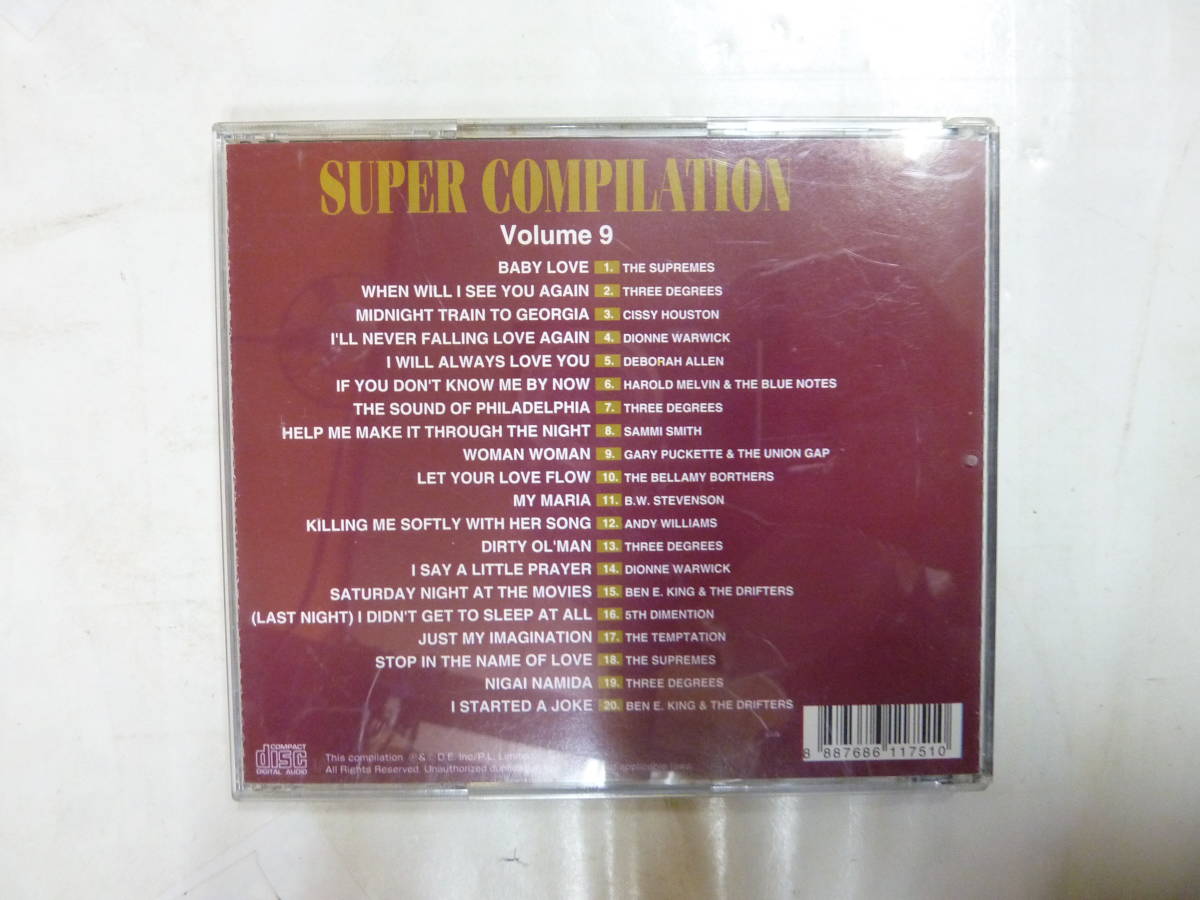 SUPER COMPILATION
Volume 9
BABY LOVE 1. THE SUPREMES
WHEN WILL I SEE YOU AGAIN 2. THREE DEGREES
MIDNIGHT TRAIN TO GEORGIA 3. CISSY HOUSTON
I'LL NEVER FALLING LOVE AGAIN 4. DIONNE WARWICK
I WILL ALWAYS LOVE YOU 5. DEBORAH ALLEN
IF YOU DON'T KNOW ME BY NOW 6. HAROLD MELVIN & THE BLUE NOTES
THE SOUND OF PHILADELPHIA 7. THREE DEGREES
HELP ME MAKE IT THROUGH THE NIGHT 8. SAMMI SMITH
WOMAN WOMAN 9. GARY PUCKETTE & THE UNION GAP
LET YOUR LOVE FLOW 10. THE BELLAMY BORTHERS
MY MARIA 11. B.W. STEVENSON
KILLING ME SOFTLY WITH HER SONG 12. ANDY WILLIAMS
DIRTY OL'MAN 13. THREE DEGREES
I SAY A LITTLE PRAYER 14. DIONNE WARWICK
SATURDAY NIGHT AT THE MOVIES 15. BEN E. KING & THE DRIFTERS
(LAST NIGHT) I DIDN'T GET TO SLEEP AT ALL 16. 5TH DIMENTION
JUST MY IMAGINATION 17. THE TEMPTATION
STOP IN THE NAME OF LOVE 18. THE SUPREMES
NIGAI NAMIDA 19. THREE DEGREES
I STARTED A JOKE 20. BEN E. KING & THE DRIFTERS
COMPACT
disc
DIGITAL AUDIO
This compilation ℗ & © D.E. Inc/P.L.
All Rights Reserved. Unauthorized applicable laws.
8 887686 117510